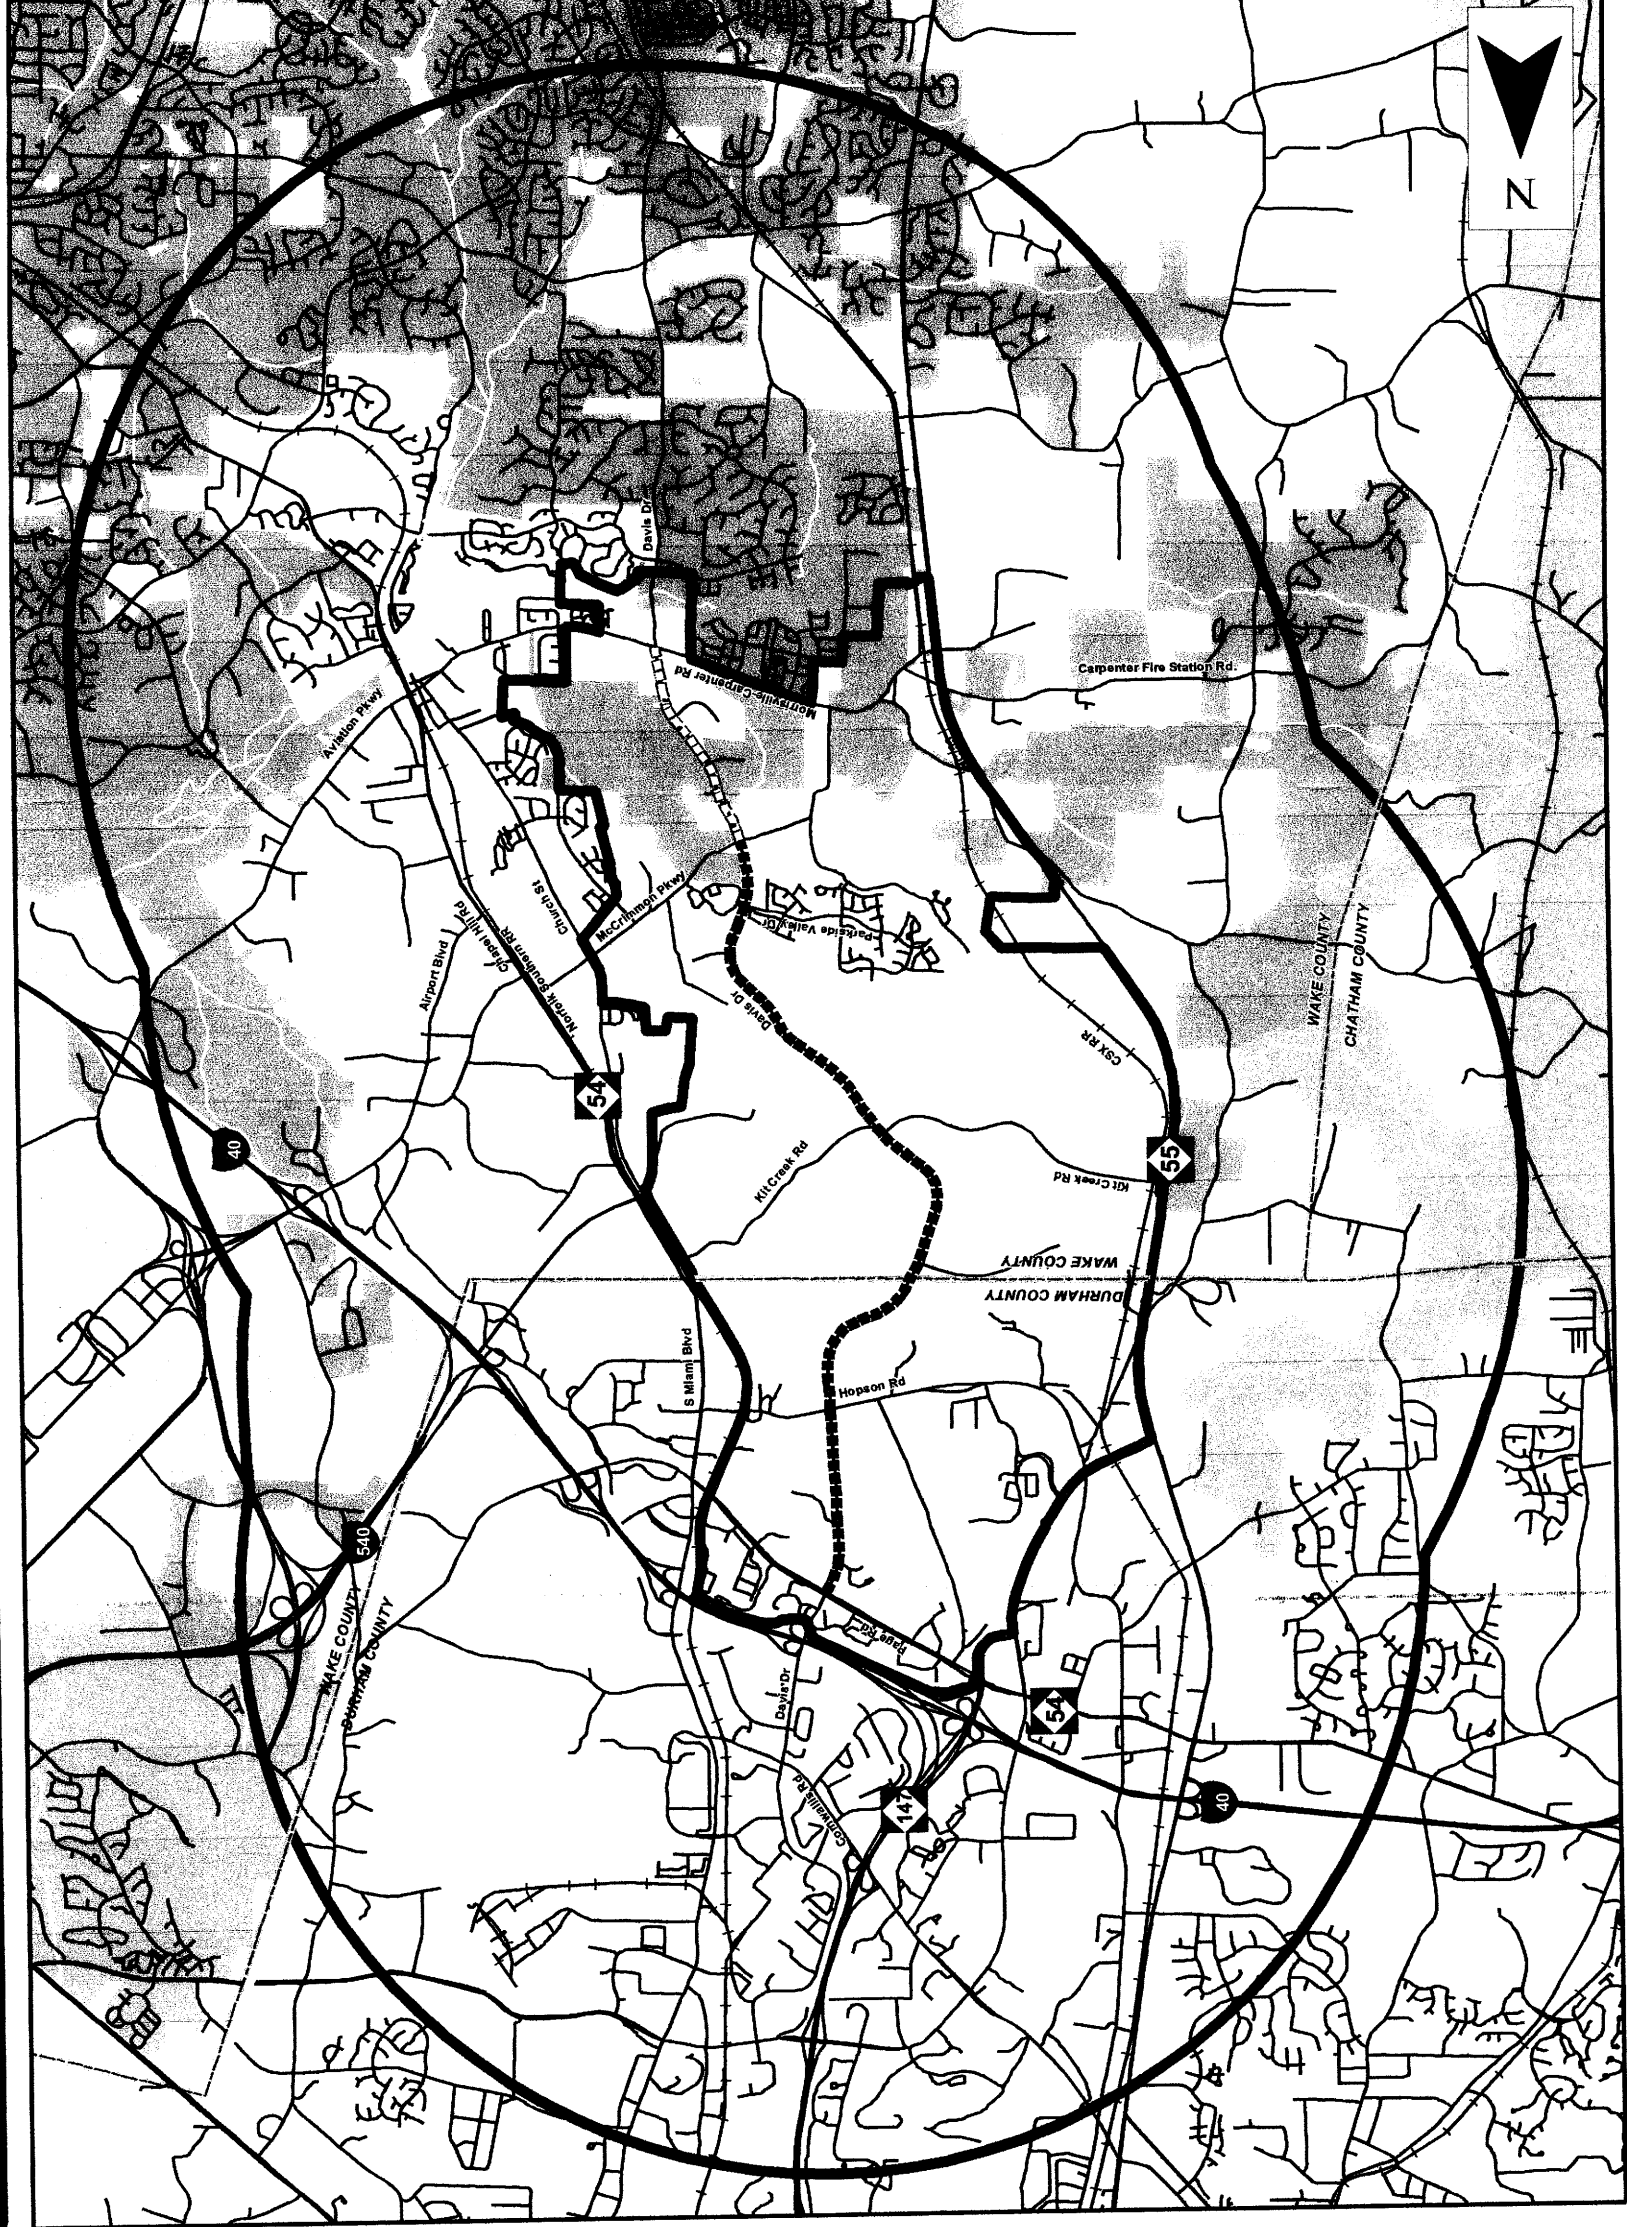 N
Davis Dr
Carpenter Fire Station Rd.
Morrisville-Carpenter Rd
Aviation Pkwy
Church St
McCrimmon Pkwy
Parkside Valley Dr
Airport Blvd
Chapel Hill Rd
Norfolk Southern RR
WAKE COUNTY
CHATHAM COUNTY
Davis Dr
CSX RR
54
40
55
Kit Creek Rd
Kit Creek Rd
WAKE COUNTY
DURHAM COUNTY
S Miami Blvd
Hopson Rd
540
WAKE COUNTY
DURHAM COUNTY
Page Rd
Davis Dr
54
Cornwallis Rd
147
40